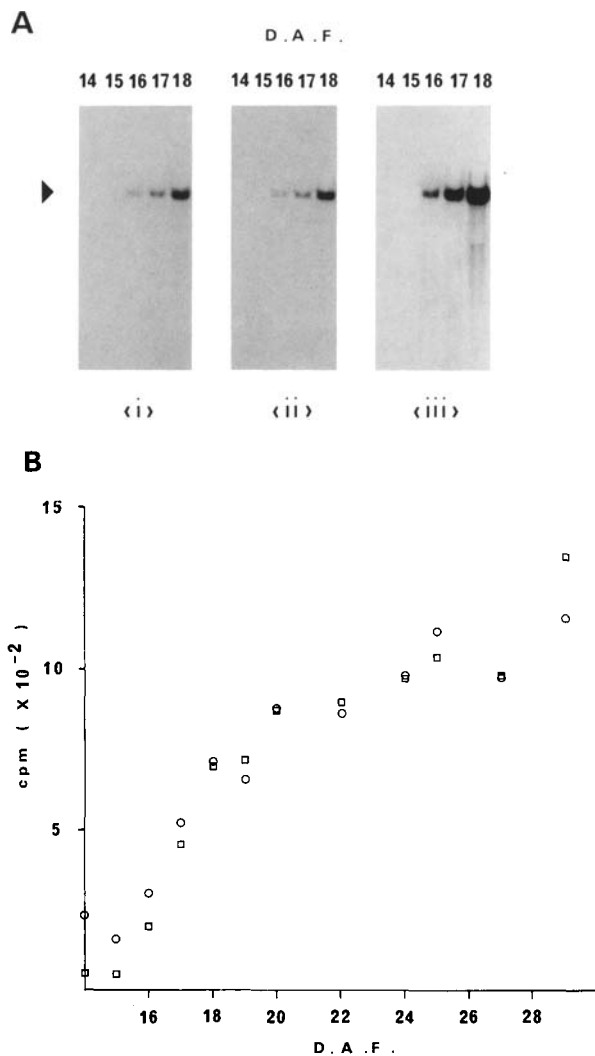 A
D . A . F .
14 15 16 17 18 14 15 16 17 18 14 15 16 17 18
‹ i › ‹ ii › ‹ iii ›
B
15
10
5
cpm ( X 10⁻² )
16 18 20 22 24 26 28
D . A . F .